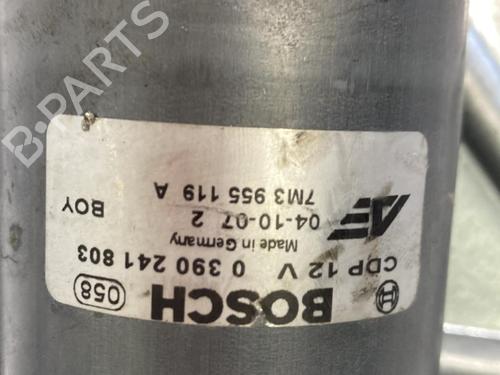 BOSCH
058
CDP 12 V 0 390 241 803
Made in Germany
04-10-07 2 BOY
7M3 955 119 A
B-PARTS